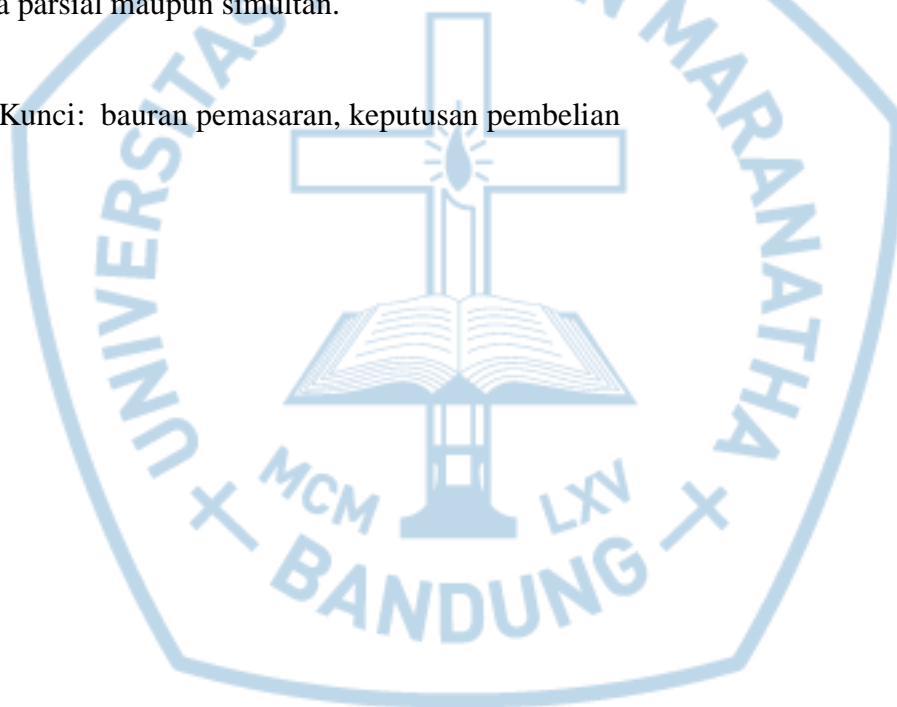 a parsial maupun simultan.
Kunci: bauran pemasaran, keputusan pembelian
UNIVERSITAS
N MARANATHA
MCM LXV
BANDUNG